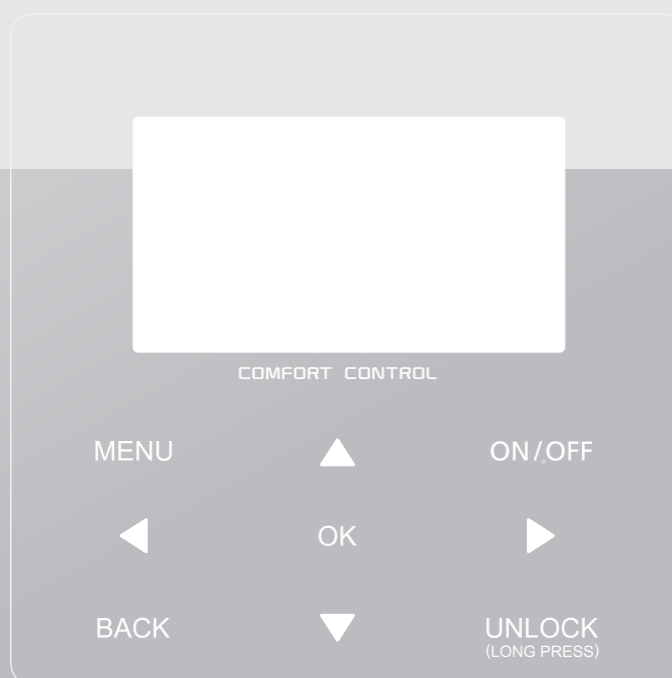 COMFORT CONTROL
MENU
ON/OFF
OK
BACK
UNLOCK
(LONG PRESS)